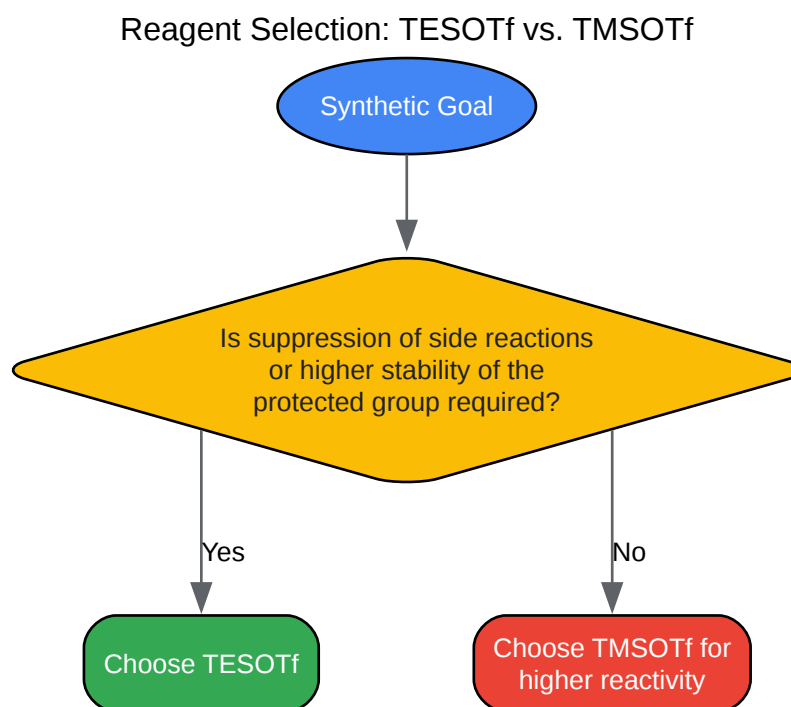 Reagent Selection: TESOTf vs. TMSOTf
Synthetic Goal
Is suppression of side reactions
or higher stability of the
protected group required?
Yes
No
Choose TESOTf
Choose TMSOTf for
higher reactivity